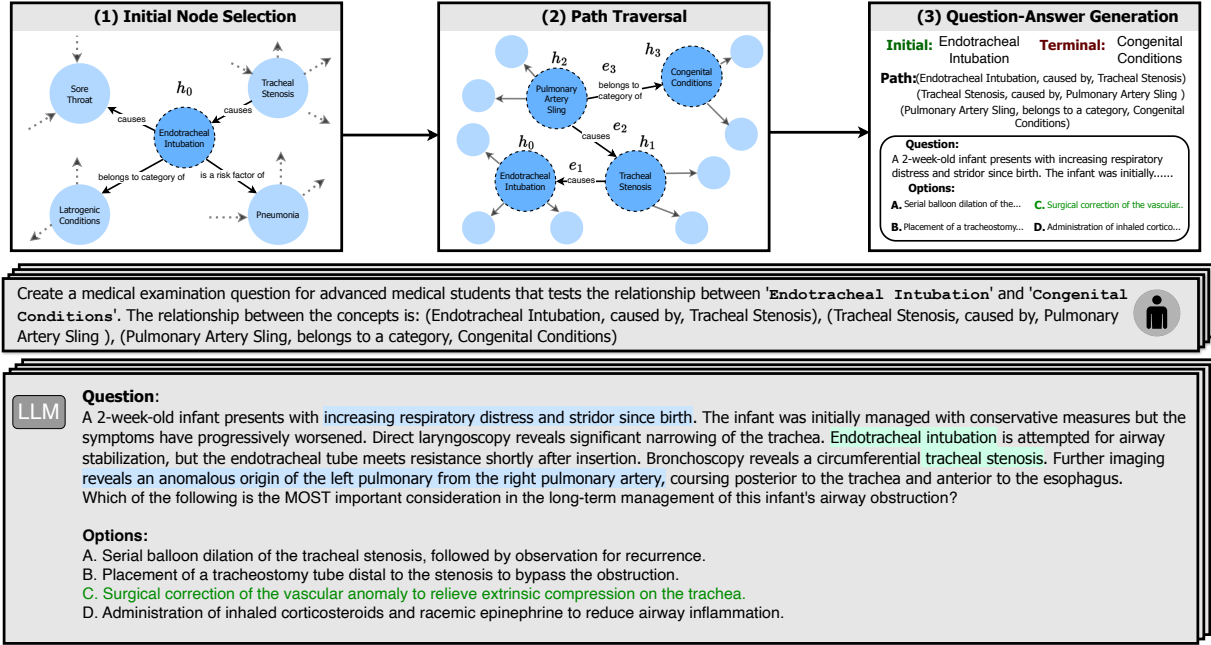 (1) Initial Node Selection
Sore
Throat
h0
Tracheal
Stenosis
causes
causes
Endotracheal
Intubation
belongs to category of
is a risk factor of
Latrogenic
Conditions
Pneumonia
(2) Path Traversal
h2
h3
e3
Pulmonary
Artery
Sling
belongs to
category of
Congenital
Conditions
causes
e2
h0
h1
e1
Endotracheal
Intubation
causes
Tracheal
Stenosis
(3) Question-Answer Generation
Initial: Endotracheal Intubation
Terminal: Congenital Conditions
Path:(Endotracheal Intubation, caused by, Tracheal Stenosis)
(Tracheal Stenosis, caused by, Pulmonary Artery Sling )
(Pulmonary Artery Sling, belongs to a category, Congenital
Conditions)
Question:
A 2-week-old infant presents with increasing respiratory
distress and stridor since birth. The infant was initially......
Options:
A. Serial balloon dilation of the...
C. Surgical correction of the vascular..
B. Placement of a tracheostomy...
D. Administration of inhaled cortico...
Create a medical examination question for advanced medical students that tests the relationship between 'Endotracheal Intubation' and 'Congenital
Conditions'. The relationship between the concepts is: (Endotracheal Intubation, caused by, Tracheal Stenosis), (Tracheal Stenosis, caused by, Pulmonary
Artery Sling ), (Pulmonary Artery Sling, belongs to a category, Congenital Conditions)
LLM
Question:
A 2-week-old infant presents with increasing respiratory distress and stridor since birth. The infant was initially managed with conservative measures but the
symptoms have progressively worsened. Direct laryngoscopy reveals significant narrowing of the trachea. Endotracheal intubation is attempted for airway
stabilization, but the endotracheal tube meets resistance shortly after insertion. Bronchoscopy reveals a circumferential tracheal stenosis. Further imaging
reveals an anomalous origin of the left pulmonary from the right pulmonary artery, coursing posterior to the trachea and anterior to the esophagus.
Which of the following is the MOST important consideration in the long-term management of this infant's airway obstruction?
Options:
A. Serial balloon dilation of the tracheal stenosis, followed by observation for recurrence.
B. Placement of a tracheostomy tube distal to the stenosis to bypass the obstruction.
C. Surgical correction of the vascular anomaly to relieve extrinsic compression on the trachea.
D. Administration of inhaled corticosteroids and racemic epinephrine to reduce airway inflammation.